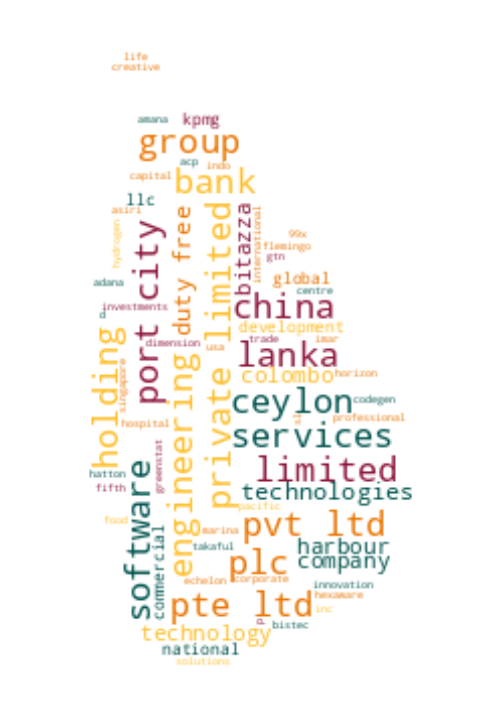 life
creative
amana
kpmg
group
acp
indo
capital
bank
llc
asiri
port city
duty free
private limited
bitazza
international
99x
flemingo
gtn
hydrogen
global
adana
centre
investments
china
d
development
trade
imar
dimension
usa
lanka
holding
engineering
colombo
horizon
singapore
ceylon
codegen
sl
professional
hospital
services
greenstat
limited
hatton
fifth
technologies
software
pacific
food
commercial
marina
pvt ltd
takaful
harbour
plc
company
echelon
corporate
innovation
hexaware
pte ltd
inc
p
bistec
technology
national
solutions